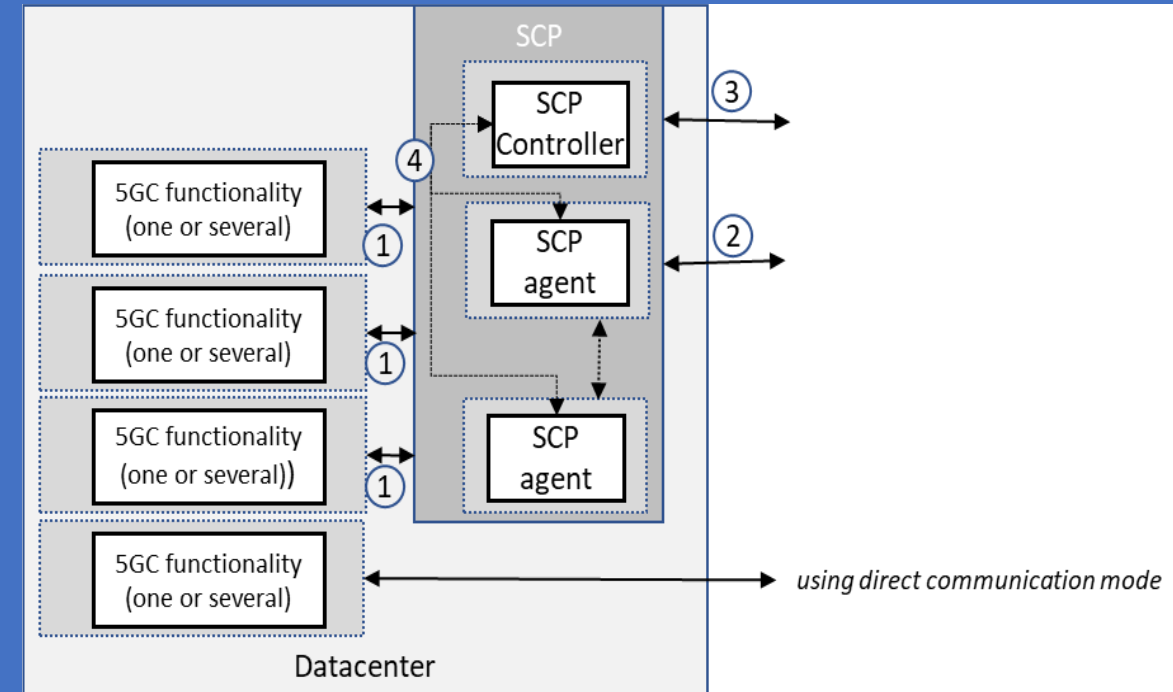 SCP
SCP
Controller
3
4
5GC functionality
(one or several)
1
SCP
agent
2
5GC functionality
(one or several)
1
5GC functionality
(one or several))
1
SCP
agent
5GC functionality
(one or several)
using direct communication mode
Datacenter